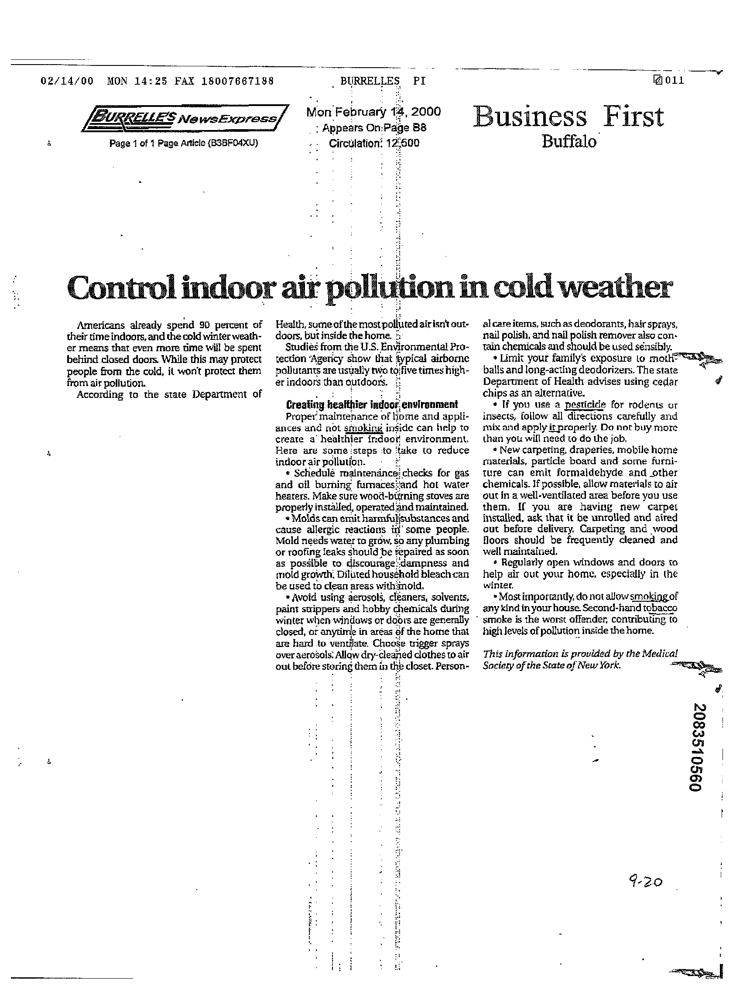 02/14/00 MON 14:25 FAX 18007667188 BURRELLES PI 011
BURRELLE'S NewsExpress
Page 1 of 1 Page Article (B3BF04XU)
Mon February 14, 2000
Appears On Page B8
Circulation: 12,500
Business First
Buffalo
Control indoor air pollution in cold weather
Americans already spend 90 percent of
their time indoors, and the cold winter weath-
er means that even more time will be spent
behind closed doors. While this may protect
people from the cold, it won't protect them
from air pollution.
According to the state Department of
Health, some of the most polluted air isn't out-
doors, but inside the home.
Studies from the U.S. Environmental Pro-
tection Agency show that typical airborne
pollutants are usually two to five times high-
er indoors than outdoors.
Creating healthier indoor environment
Proper maintenance of home and appli-
ances and not smoking inside can help to
create a healthier indoor environment.
Here are some steps to take to reduce
indoor air pollution.
• Schedule maintenance checks for gas
and oil burning furnaces and hot water
heaters. Make sure wood-burning stoves are
properly installed, operated and maintained.
• Molds can emit harmful substances and
cause allergic reactions in some people.
Mold needs water to grow, so any plumbing
or roofing leaks should be repaired as soon
as possible to discourage dampness and
mold growth. Diluted household bleach can
be used to clean areas with mold.
• Avoid using aerosols, cleaners, solvents,
paint strippers and hobby chemicals during
winter when windows or doors are generally
closed, or anytime in areas of the home that
are hard to ventilate. Choose trigger sprays
over aerosols. Allow dry-cleaned clothes to air
out before storing them in the closet. Person-
al care items, such as deodorants, hair sprays,
nail polish, and nail polish remover also con-
tain chemicals and should be used sensibly.
• Limit your family's exposure to moth-
balls and long-acting deodorizers. The state
Department of Health advises using cedar
chips as an alternative.
• If you use a pesticide for rodents or
insects, follow all directions carefully and
mix and apply it properly. Do not buy more
than you will need to do the job.
• New carpeting, draperies, mobile home
materials, particle board and some furni-
ture can emit formaldehyde and other
chemicals. If possible, allow materials to air
out in a well-ventilated area before you use
them. If you are having new carpet
installed, ask that it be unrolled and aired
out before delivery. Carpeting and wood
floors should be frequently cleaned and
well maintained.
• Regularly open windows and doors to
help air out your home, especially in the
winter.
• Most importantly, do not allow smoking of
any kind in your house. Second-hand tobacco
smoke is the worst offender, contributing to
high levels of pollution inside the home.
This information is provided by the Medical
Society of the State of New York.
2083510560
9-20